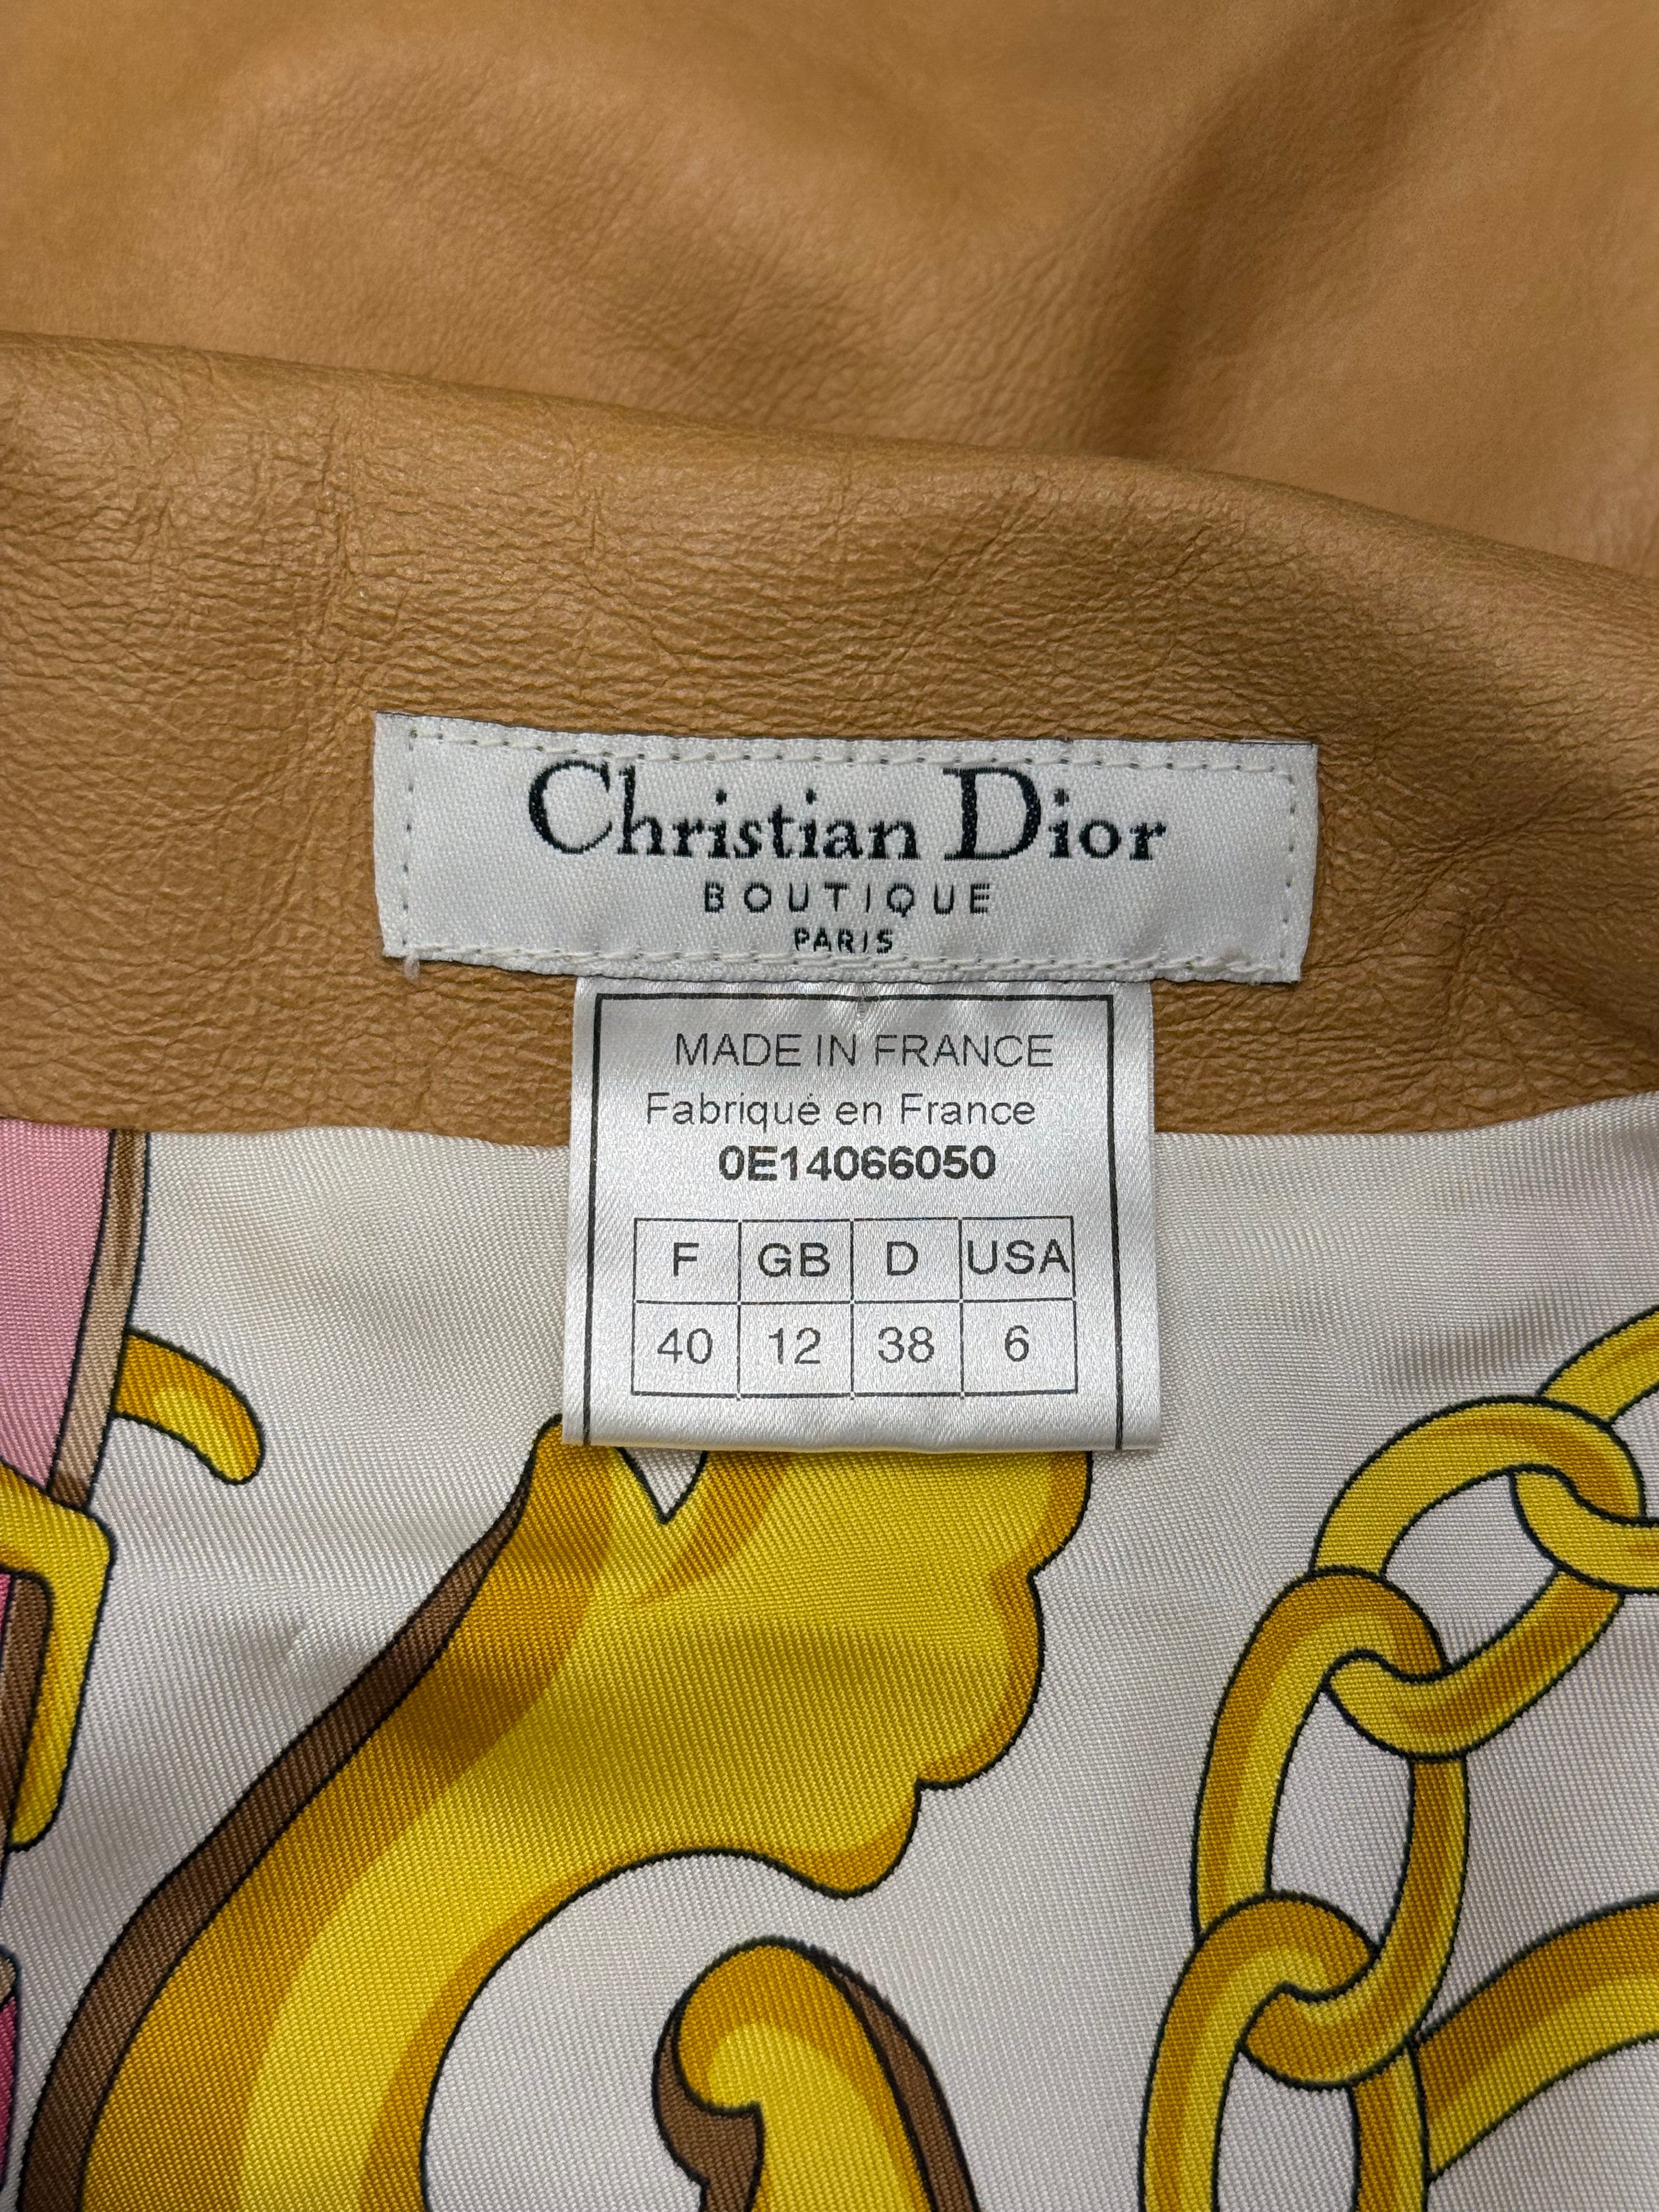 Christian Dior
BOUTIQUE
PARIS
MADE IN FRANCE
Fabriqué en France
0E14066050
F GB D USA
40 12 38 6